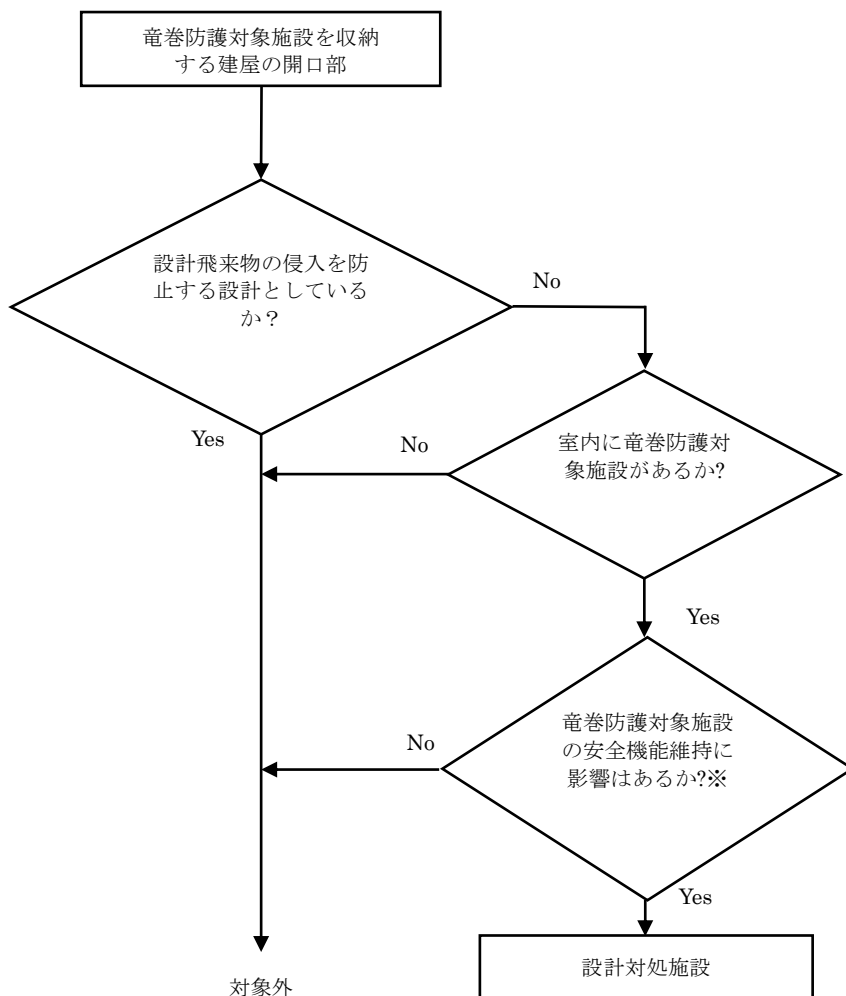 竜巻防護対象施設を収納
する建屋の開口部
設計飛来物の侵入を防
止する設計としている
か？
No
Yes
No
室内に竜巻防護対
象施設があるか?
Yes
竜巻防護対象施設
の安全機能維持に
影響はあるか?※
No
Yes
対象外
設計対処施設